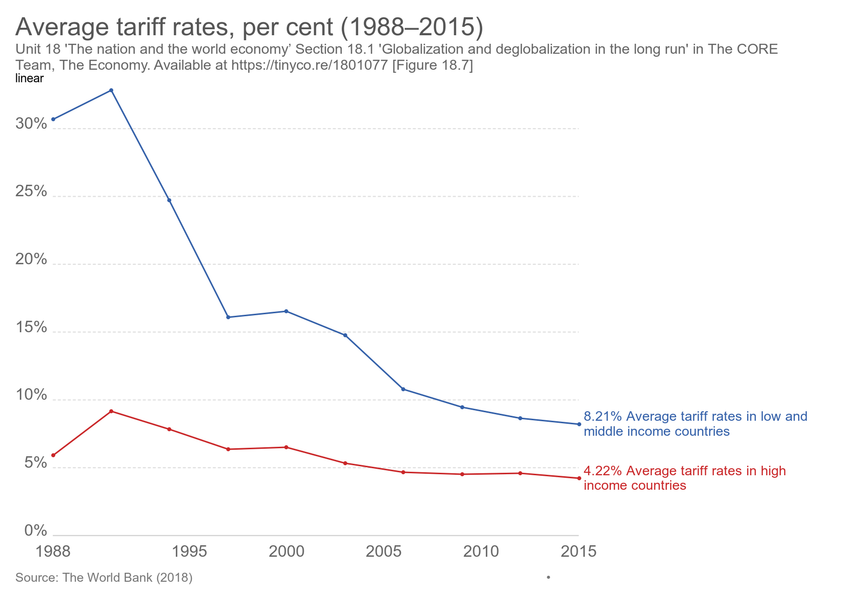 Average tariff rates, per cent (1988–2015)
Unit 18 'The nation and the world economy' Section 18.1 'Globalization and deglobalization in the long run' in The CORE
Team, The Economy. Available at https://tinyco.re/1801077 [Figure 18.7]
linear
30%
25%
20%
15%
10%
8.21% Average tariff rates in low and
middle income countries
5%
4.22% Average tariff rates in high
income countries
0%
1988 1995 2000 2005 2010 2015
Source: The World Bank (2018)